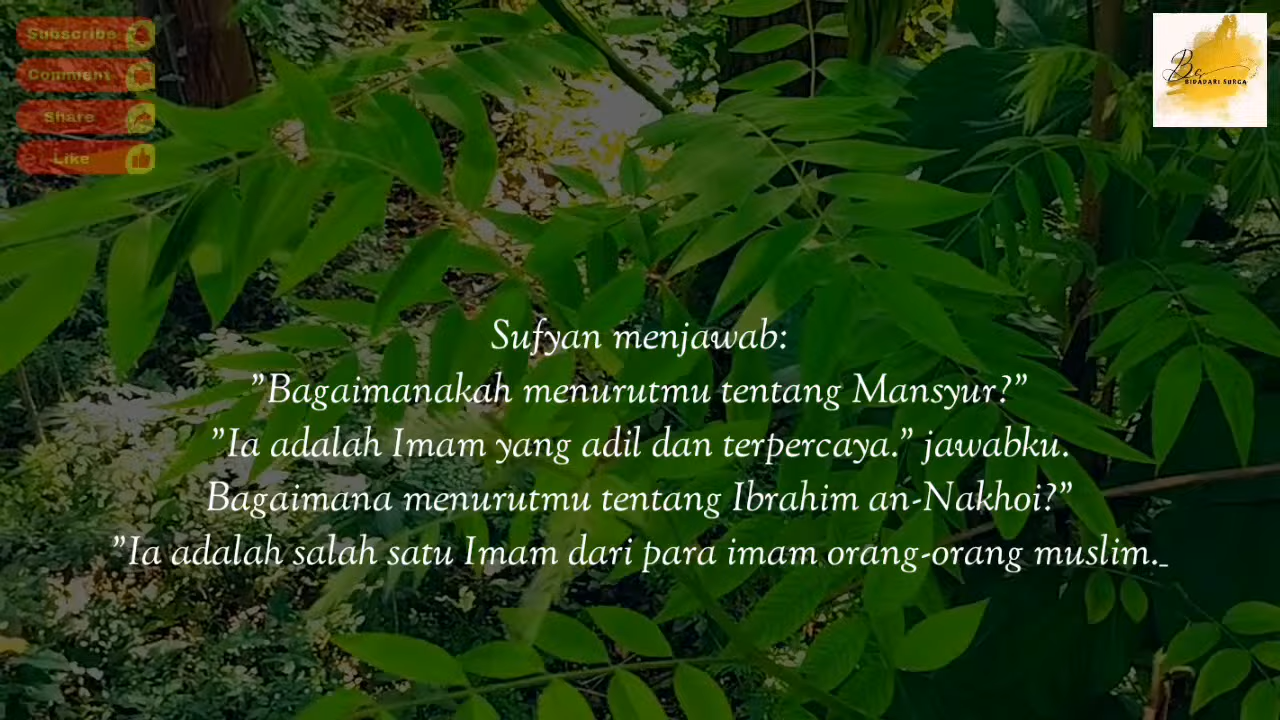 Subscribe
Comment
Share
Like
Bs
BIDADARI SURGA
Sufyan menjawab:
”Bagaimanakah menurutmu tentang Mansyur?”
”Ia adalah Imam yang adil dan terpercaya.” jawabku.
Bagaimana menurutmu tentang Ibrahim an-Nakhoi?”
”Ia adalah salah satu Imam dari para imam orang-orang muslim._